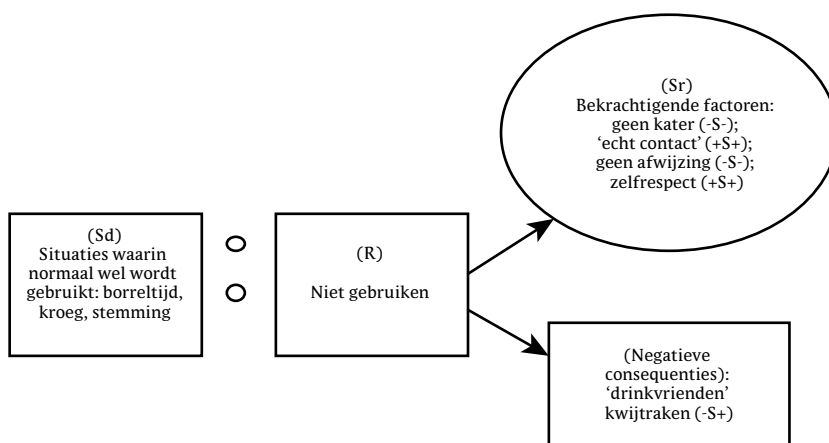 (Sd)
Situaties waarin
normaal wel wordt
gebruikt: borreltijd,
kroeg, stemming
(R)
Niet gebruiken
(Sr)
Bekrachtigende factoren:
geen kater (-S-);
‘echt contact’ (+S+);
geen afwijzing (-S-);
zelfrespect (+S+)
(Negatieve
consequenties):
‘drinkvrienden’
kwijtraken (-S+)